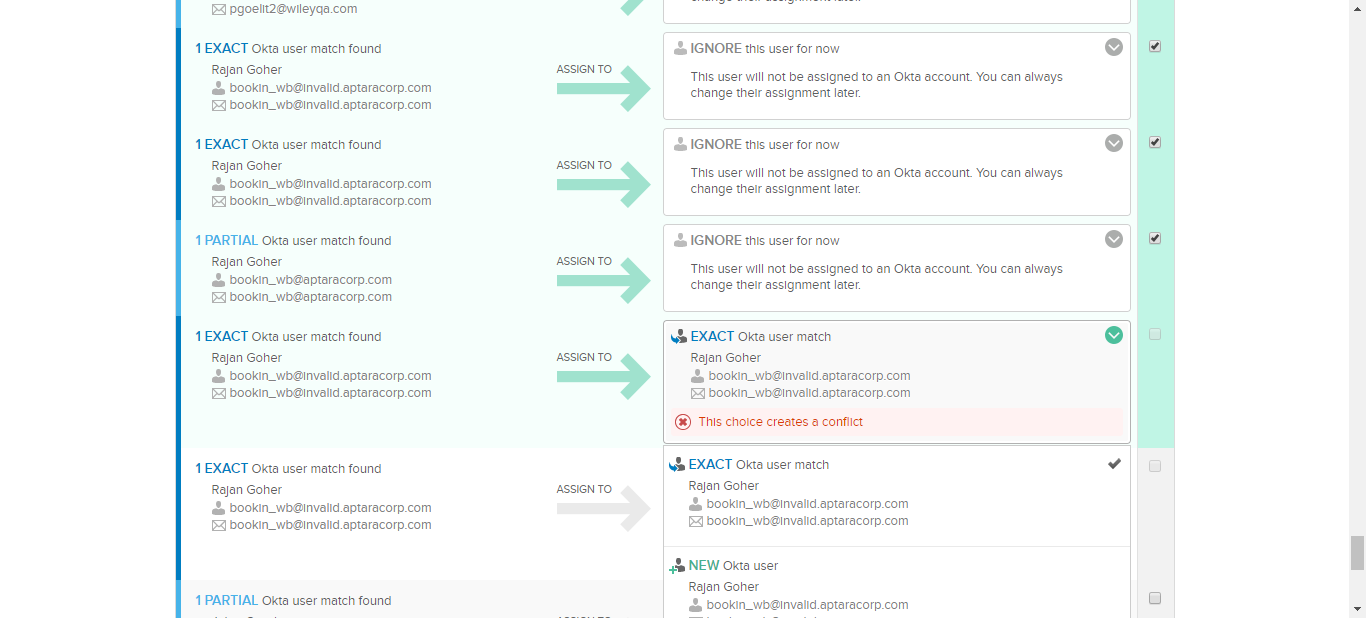 pgoelit2@wileyqa.com
change their assignment later.
1 EXACT Okta user match found
Rajan Goher
bookin_wb@invalid.aptaracorp.com
bookin_wb@invalid.aptaracorp.com
ASSIGN TO
IGNORE this user for now
This user will not be assigned to an Okta account. You can always
change their assignment later.
1 EXACT Okta user match found
Rajan Goher
bookin_wb@invalid.aptaracorp.com
bookin_wb@invalid.aptaracorp.com
ASSIGN TO
IGNORE this user for now
This user will not be assigned to an Okta account. You can always
change their assignment later.
1 PARTIAL Okta user match found
Rajan Goher
bookin_wb@aptaracorp.com
bookin_wb@aptaracorp.com
ASSIGN TO
IGNORE this user for now
This user will not be assigned to an Okta account. You can always
change their assignment later.
1 EXACT Okta user match found
Rajan Goher
bookin_wb@invalid.aptaracorp.com
bookin_wb@invalid.aptaracorp.com
ASSIGN TO
EXACT Okta user match
Rajan Goher
bookin_wb@invalid.aptaracorp.com
bookin_wb@invalid.aptaracorp.com
This choice creates a conflict
1 EXACT Okta user match found
Rajan Goher
bookin_wb@invalid.aptaracorp.com
bookin_wb@invalid.aptaracorp.com
ASSIGN TO
EXACT Okta user match
Rajan Goher
bookin_wb@invalid.aptaracorp.com
bookin_wb@invalid.aptaracorp.com
NEW Okta user
Rajan Goher
bookin_wb@invalid.aptaracorp.com
1 PARTIAL Okta user match found